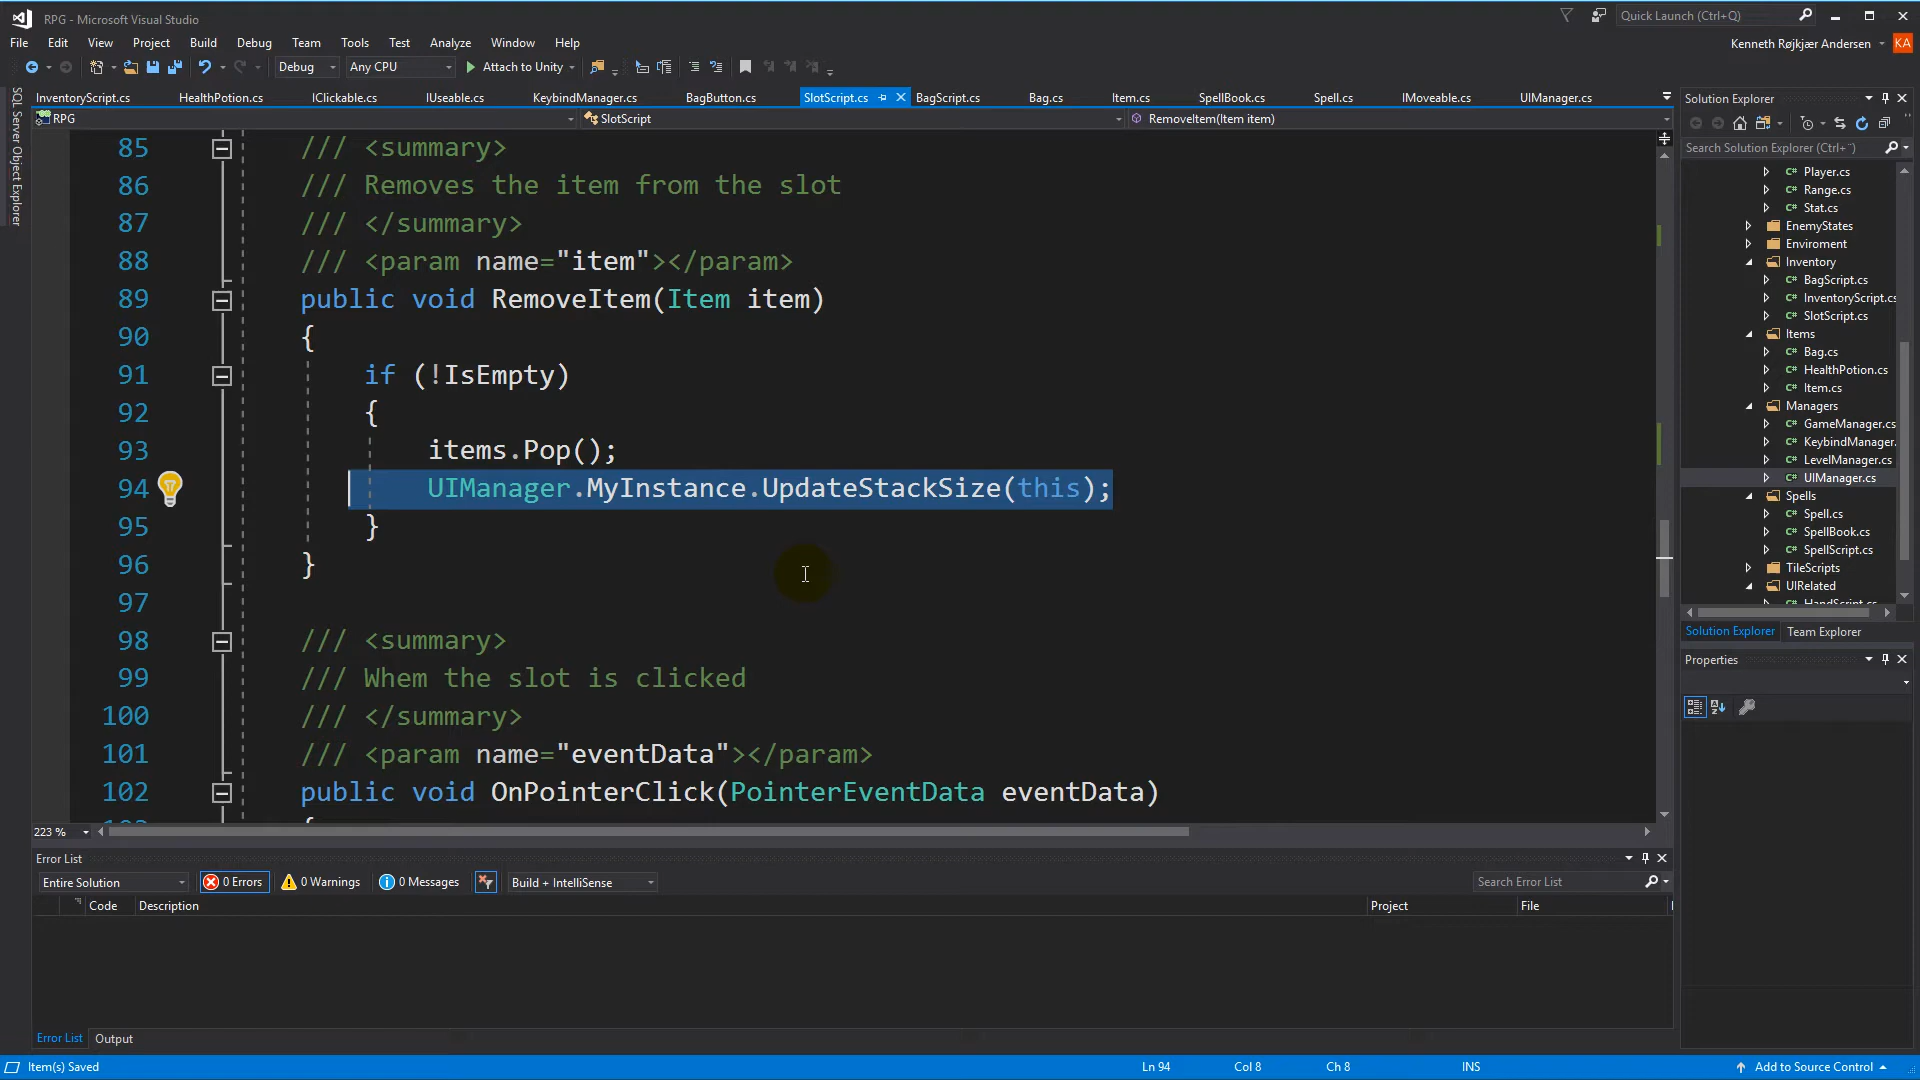 RPG - Microsoft Visual Studio
Quick Launch (Ctrl+Q)
File Edit View Project Build Debug Team Tools Test Analyze Window Help
Kenneth Røjkjær Andersen KA
Debug Any CPU Attach to Unity
SQL Server Object Explorer
InventoryScript.cs HealthPotion.cs IClickable.cs IUseable.cs KeybindManager.cs BagButton.cs SlotScript.cs BagScript.cs Bag.cs Item.cs SpellBook.cs Spell.cs IMoveable.cs UIManager.cs
RPG SlotScript RemoveItem(Item item)
85 /// <summary>
86 /// Removes the item from the slot
87 /// </summary>
88 /// <param name="item"></param>
89 public void RemoveItem(Item item)
90 {
91 if (!IsEmpty)
92 {
93 items.Pop();
94 UIManager.MyInstance.UpdateStackSize(this);
95 }
96 }
97
98 /// <summary>
99 /// Whem the slot is clicked
100 /// </summary>
101 /// <param name="eventData"></param>
102 public void OnPointerClick(PointerEventData eventData)
223 %
Solution Explorer
Search Solution Explorer (Ctrl+¨)
Player.cs
Range.cs
Stat.cs
EnemyStates
Enviroment
Inventory
BagScript.cs
InventoryScript.cs
SlotScript.cs
Items
Bag.cs
HealthPotion.cs
Item.cs
Managers
GameManager.cs
KeybindManager.
LevelManager.cs
UIManager.cs
Spells
Spell.cs
SpellBook.cs
SpellScript.cs
TileScripts
UIRelated
HandScript.cs
Solution Explorer Team Explorer
Properties
Error List
Entire Solution 0 Errors 0 Warnings 0 Messages Build + IntelliSense Search Error List
Code Description Project File
Error List Output
Item(s) Saved Ln 94 Col 8 Ch 8 INS Add to Source Control